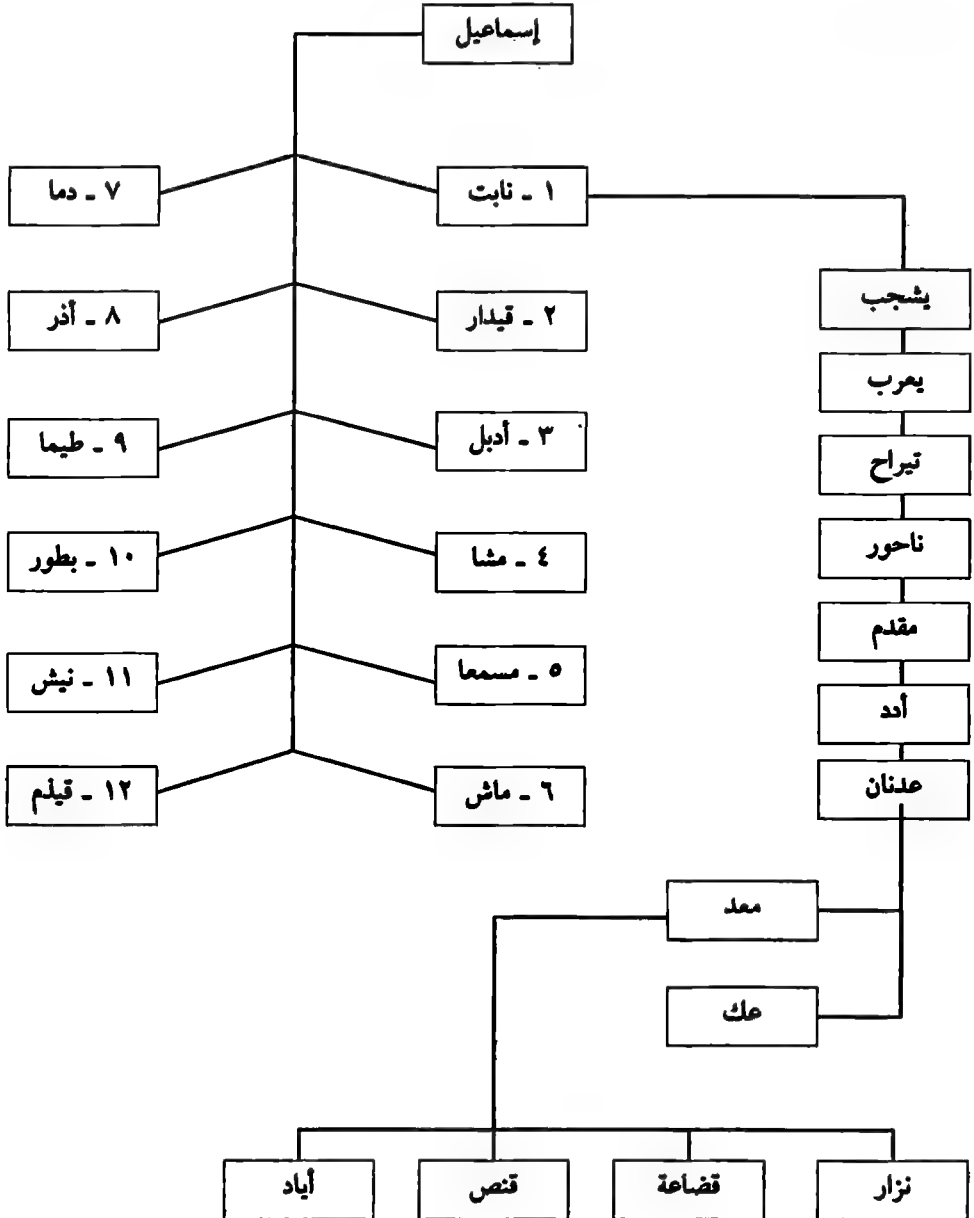 إسماعيل
١ - نابت
٧ - دما
٢ - قيدار
٨ - أذر
٣ - أدبل
٩ - طيما
٤ - مشا
١٠ - بطور
٥ - مسمعا
١١ - نيش
٦ - ماش
١٢ - قيذم
يشجب
يعرب
تيراح
ناحور
مقدم
أدد
عدنان
معد
عك
نزار
قضاعة
قنص
أياد